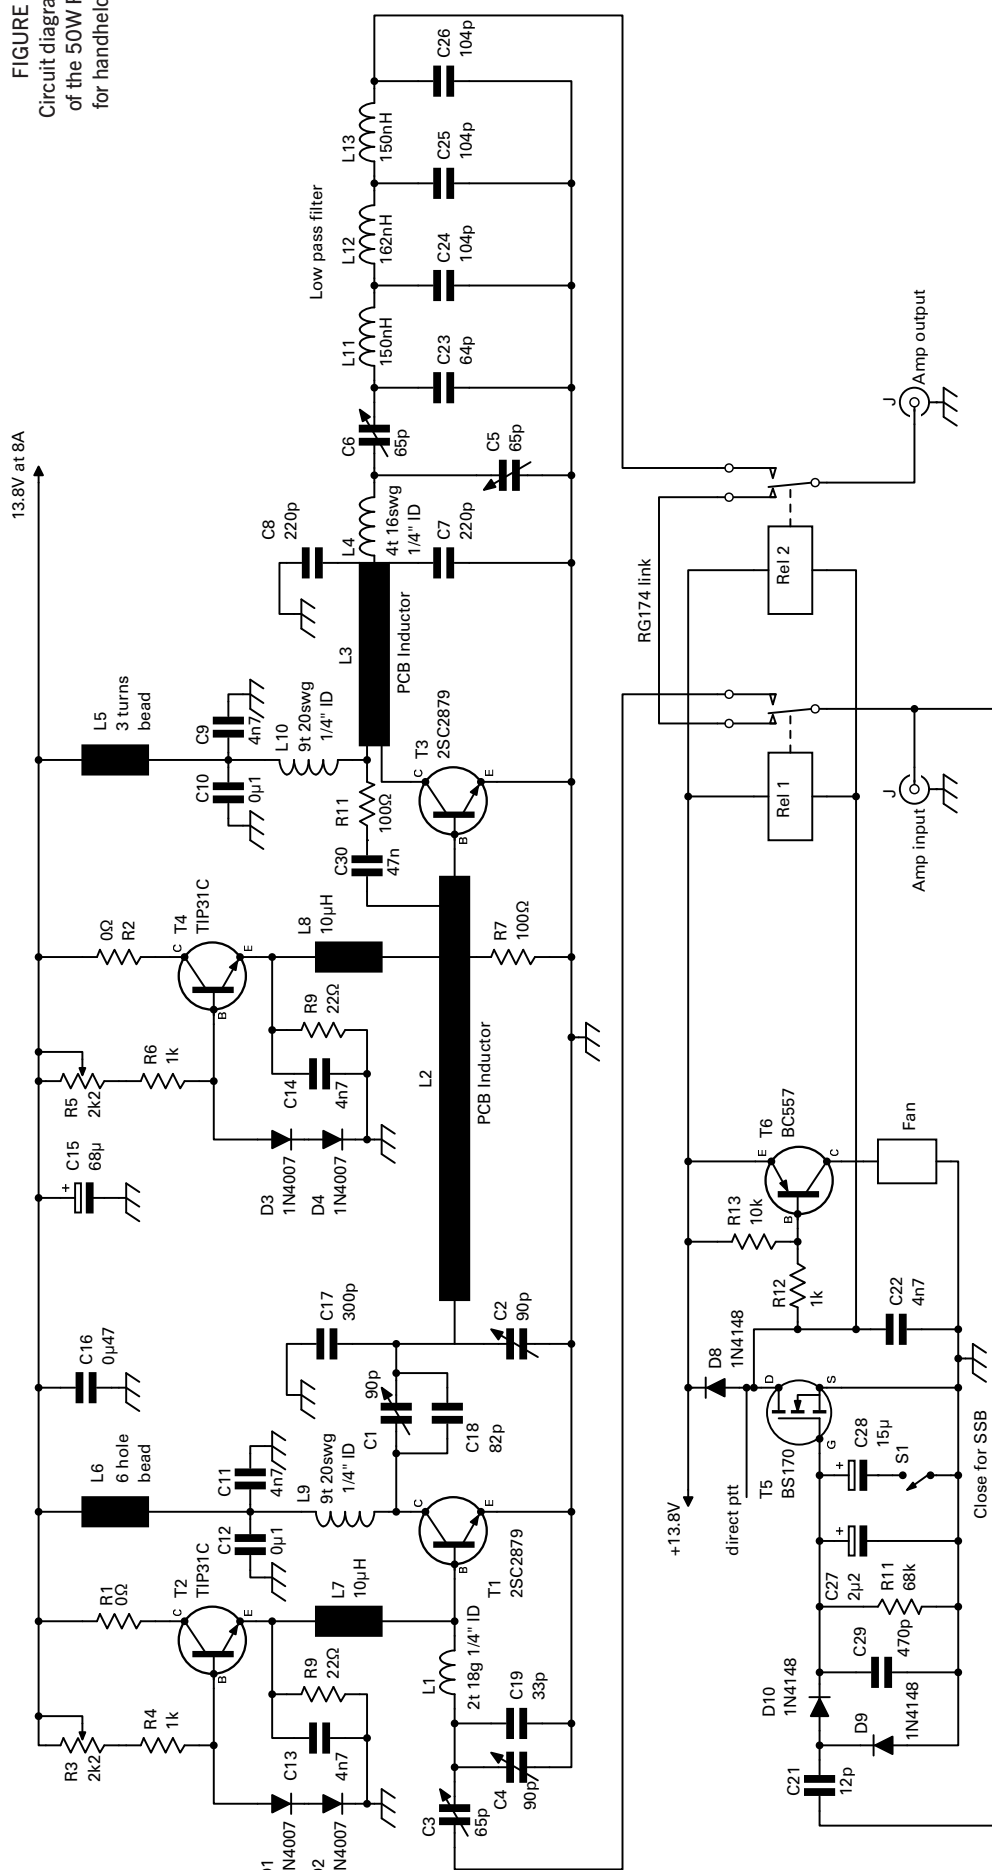 FIGURE
Circuit diagra
of the 50W
for handheld
13.8V at 8A
L6
6 hole
bead
C16
0µ47
C15
68µ
+
R5
2k2
R6
1k
0Ω
R2
T4
TIP31C
C
B
E
L5
3 turns
bead
C10
0µ1
C9
4n7
L10
9t 20swg
1/4" ID
C8
220p
R3
2k2
R4
1k
R1
0Ω
T2
TIP31C
C
B
E
C12
0µ1
C11
4n7
L9
9t 20swg
1/4" ID
C13
4n7
R9
22Ω
L7
10µH
1N4007
N4007
D3
1N4007
D4
1N4007
C14
4n7
R9
22Ω
L8
10µH
C30
47n
R11
100Ω
L3
PCB Inductor
L4
4t 16swg
1/4" ID
C7
220p
C6
65p
C5
65p
Low pass filter
L11
150nH
L12
162nH
L13
150nH
C23
64p
C24
104p
C25
104p
C26
104p
C3
65p
C4
90p
C19
33p
L1
2t 18g 1/4" ID
T1
2SC2879
C
B
E
C1
90p
C18
82p
C17
300p
C2
90p
L2
PCB Inductor
R7
100Ω
T3
2SC2879
C
B
E
RG174 link
+13.8V
direct ptt
D8
1N4148
R12
1k
R13
10k
T6
BC557
E
B
C
Fan
Rel 1
Rel 2
J
Amp input
J
Amp output
C21
12p
D10
1N4148
D9
1N4148
C29
470p
R11
68k
C27
2µ2
+
C28
15µ
+
S1
T5
BS170
D
G
S
C22
4n7
Close for SSB